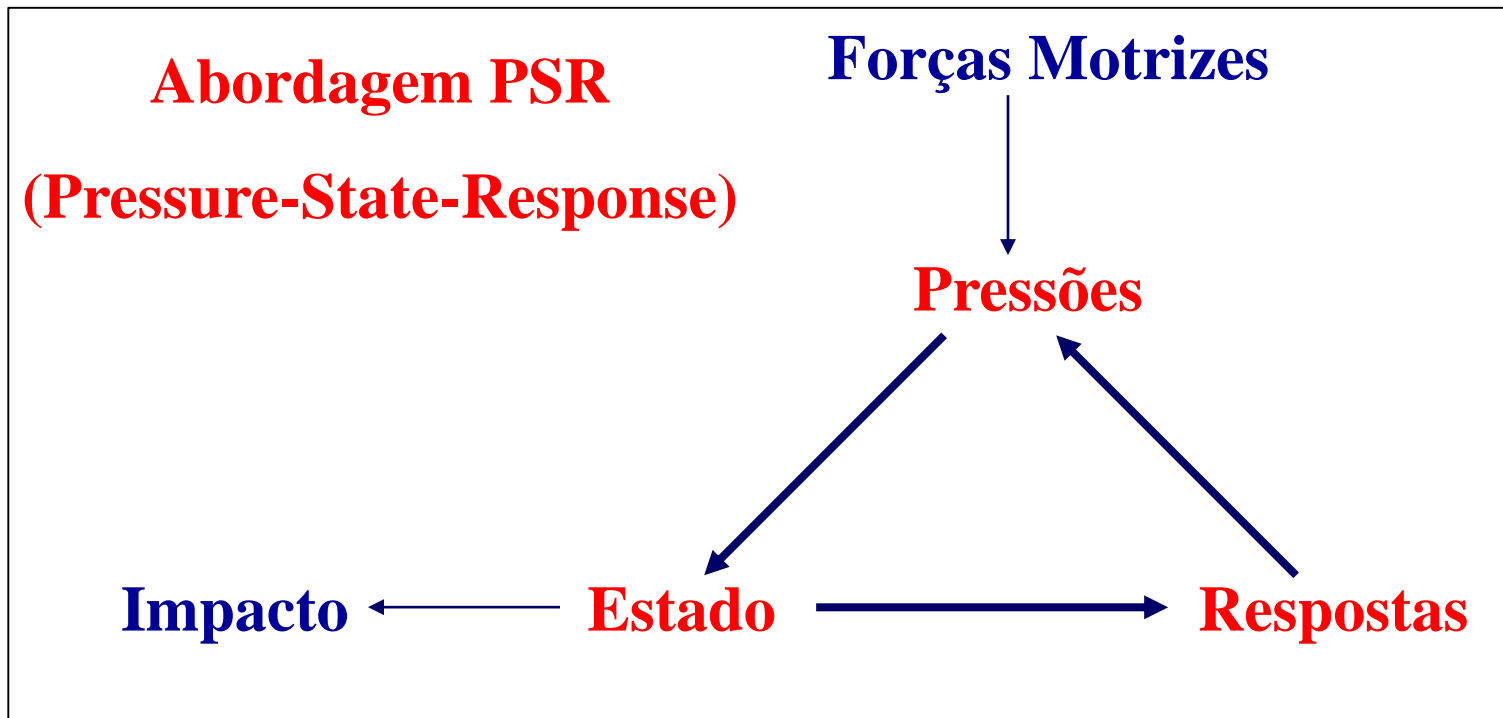 Abordagem PSR
(Pressure-State-Response)
Forças Motrizes
Pressões
Impacto
Estado
Respostas